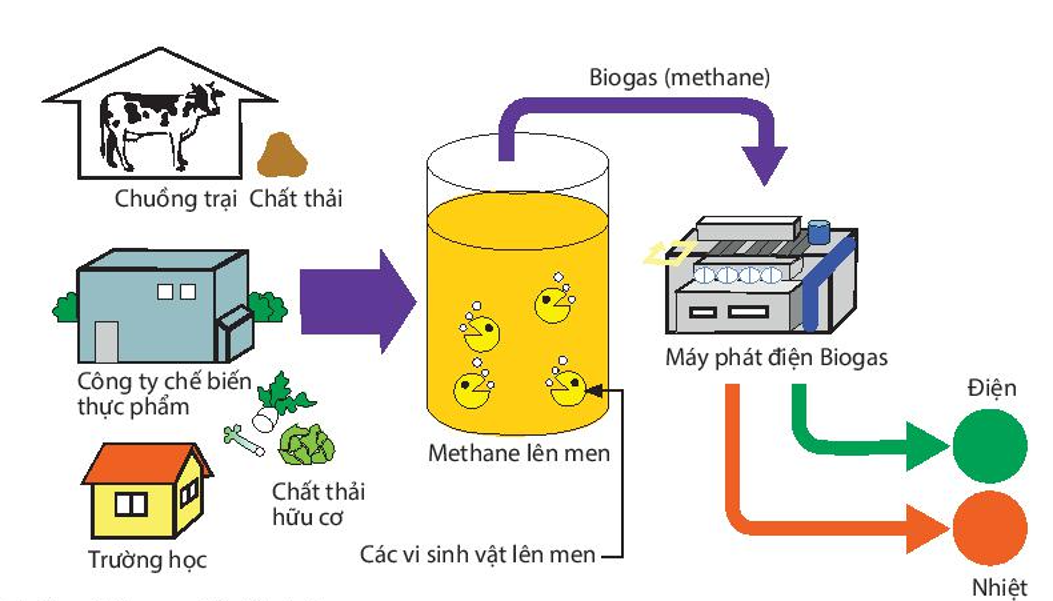 Biogas (methane)
Chuồng trại
Chất thải
Công ty chế biến
thực phẩm
Máy phát điện Biogas
Điện
Methane lên men
Chất thải
hữu cơ
Trường học
Các vi sinh vật lên men
Nhiệt